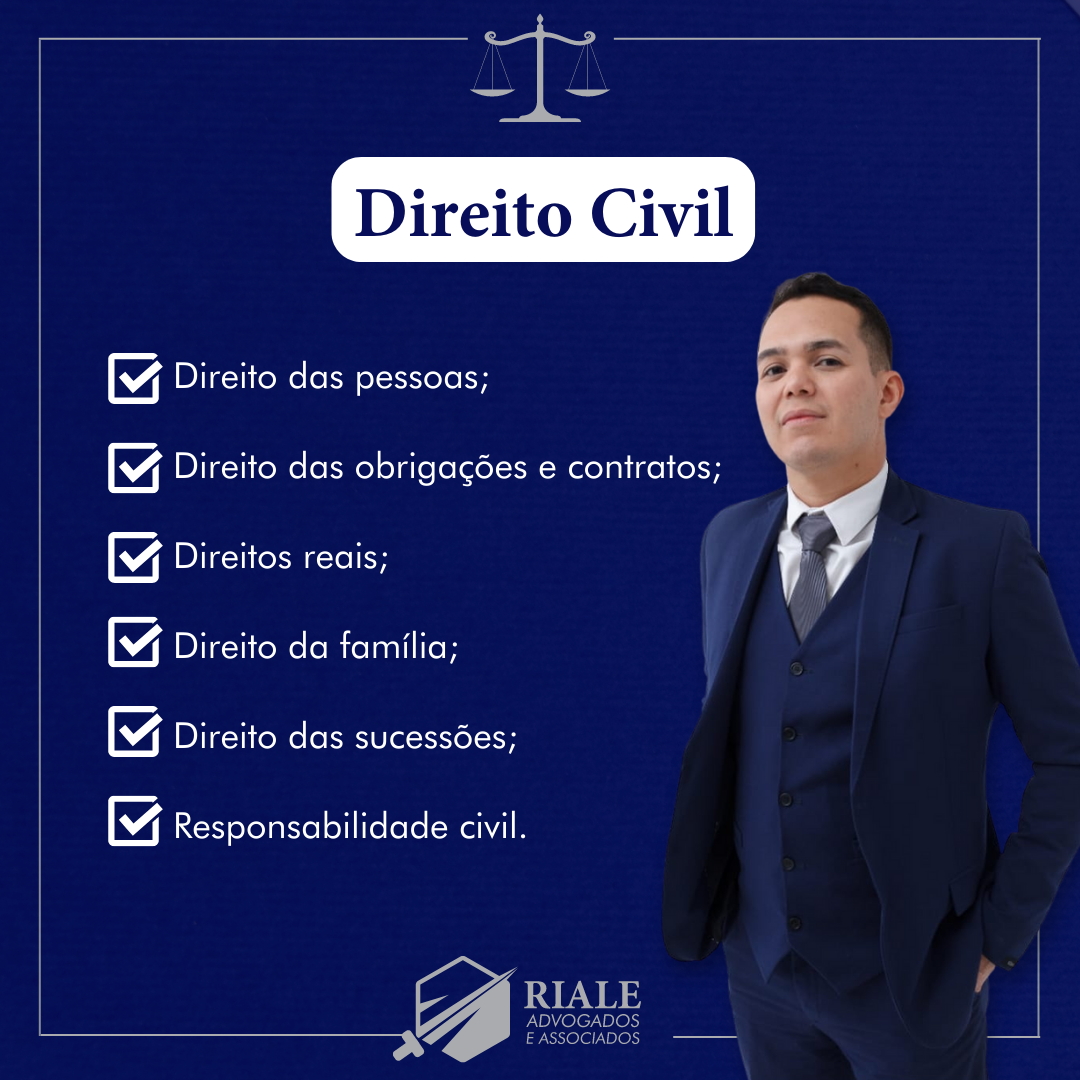 Direito Civil
Direito das pessoas;
Direito das obrigações e contratos;
Direitos reais;
Direito da família;
Direito das sucessões;
Responsabilidade civil.
RIALE
ADVOGADOS
E ASSOCIADOS